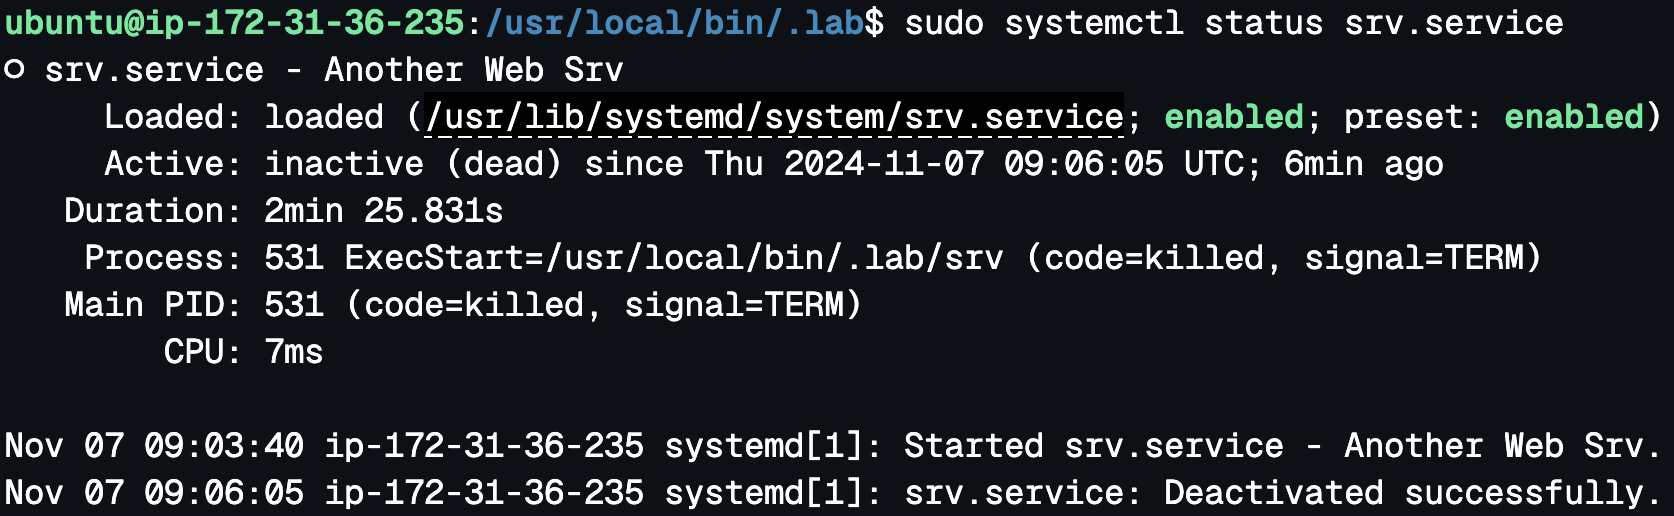 ubuntu@ip-172-31-36-235:/usr/local/bin/.lab$ sudo systemctl status srv.service
○ srv.service - Another Web Srv
Loaded: loaded (/usr/lib/systemd/system/srv.service; enabled; preset: enabled)
Active: inactive (dead) since Thu 2024-11-07 09:06:05 UTC; 6min ago
Duration: 2min 25.831s
Process: 531 ExecStart=/usr/local/bin/.lab/srv (code=killed, signal=TERM)
Main PID: 531 (code=killed, signal=TERM)
CPU: 7ms
Nov 07 09:03:40 ip-172-31-36-235 systemd[1]: Started srv.service - Another Web Srv.
Nov 07 09:06:05 ip-172-31-36-235 systemd[1]: srv.service: Deactivated successfully.